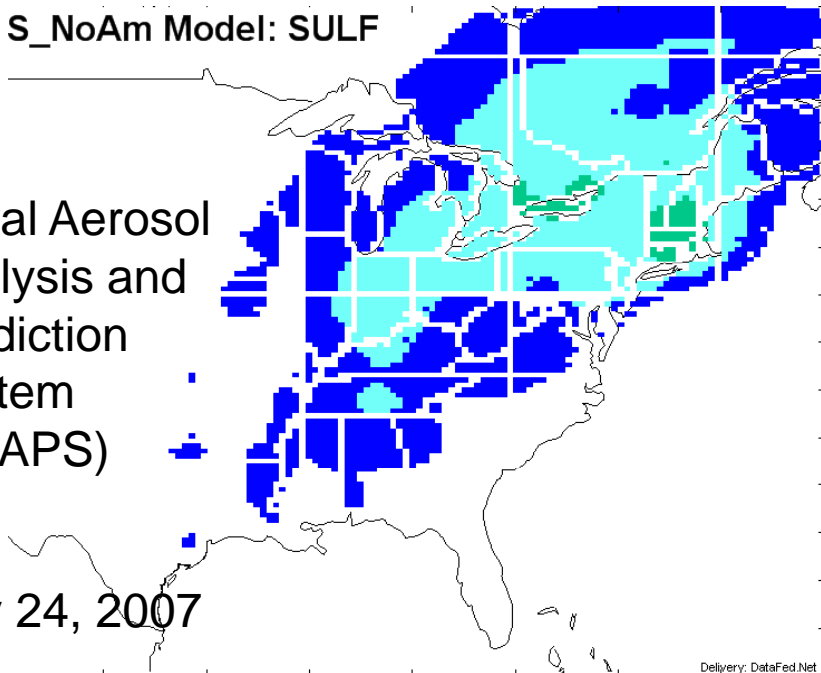 S_NoAm Model: SULF
al Aerosol
lysis and
diction
tem
APS)
24, 2007
Delivery: DataFed.Net